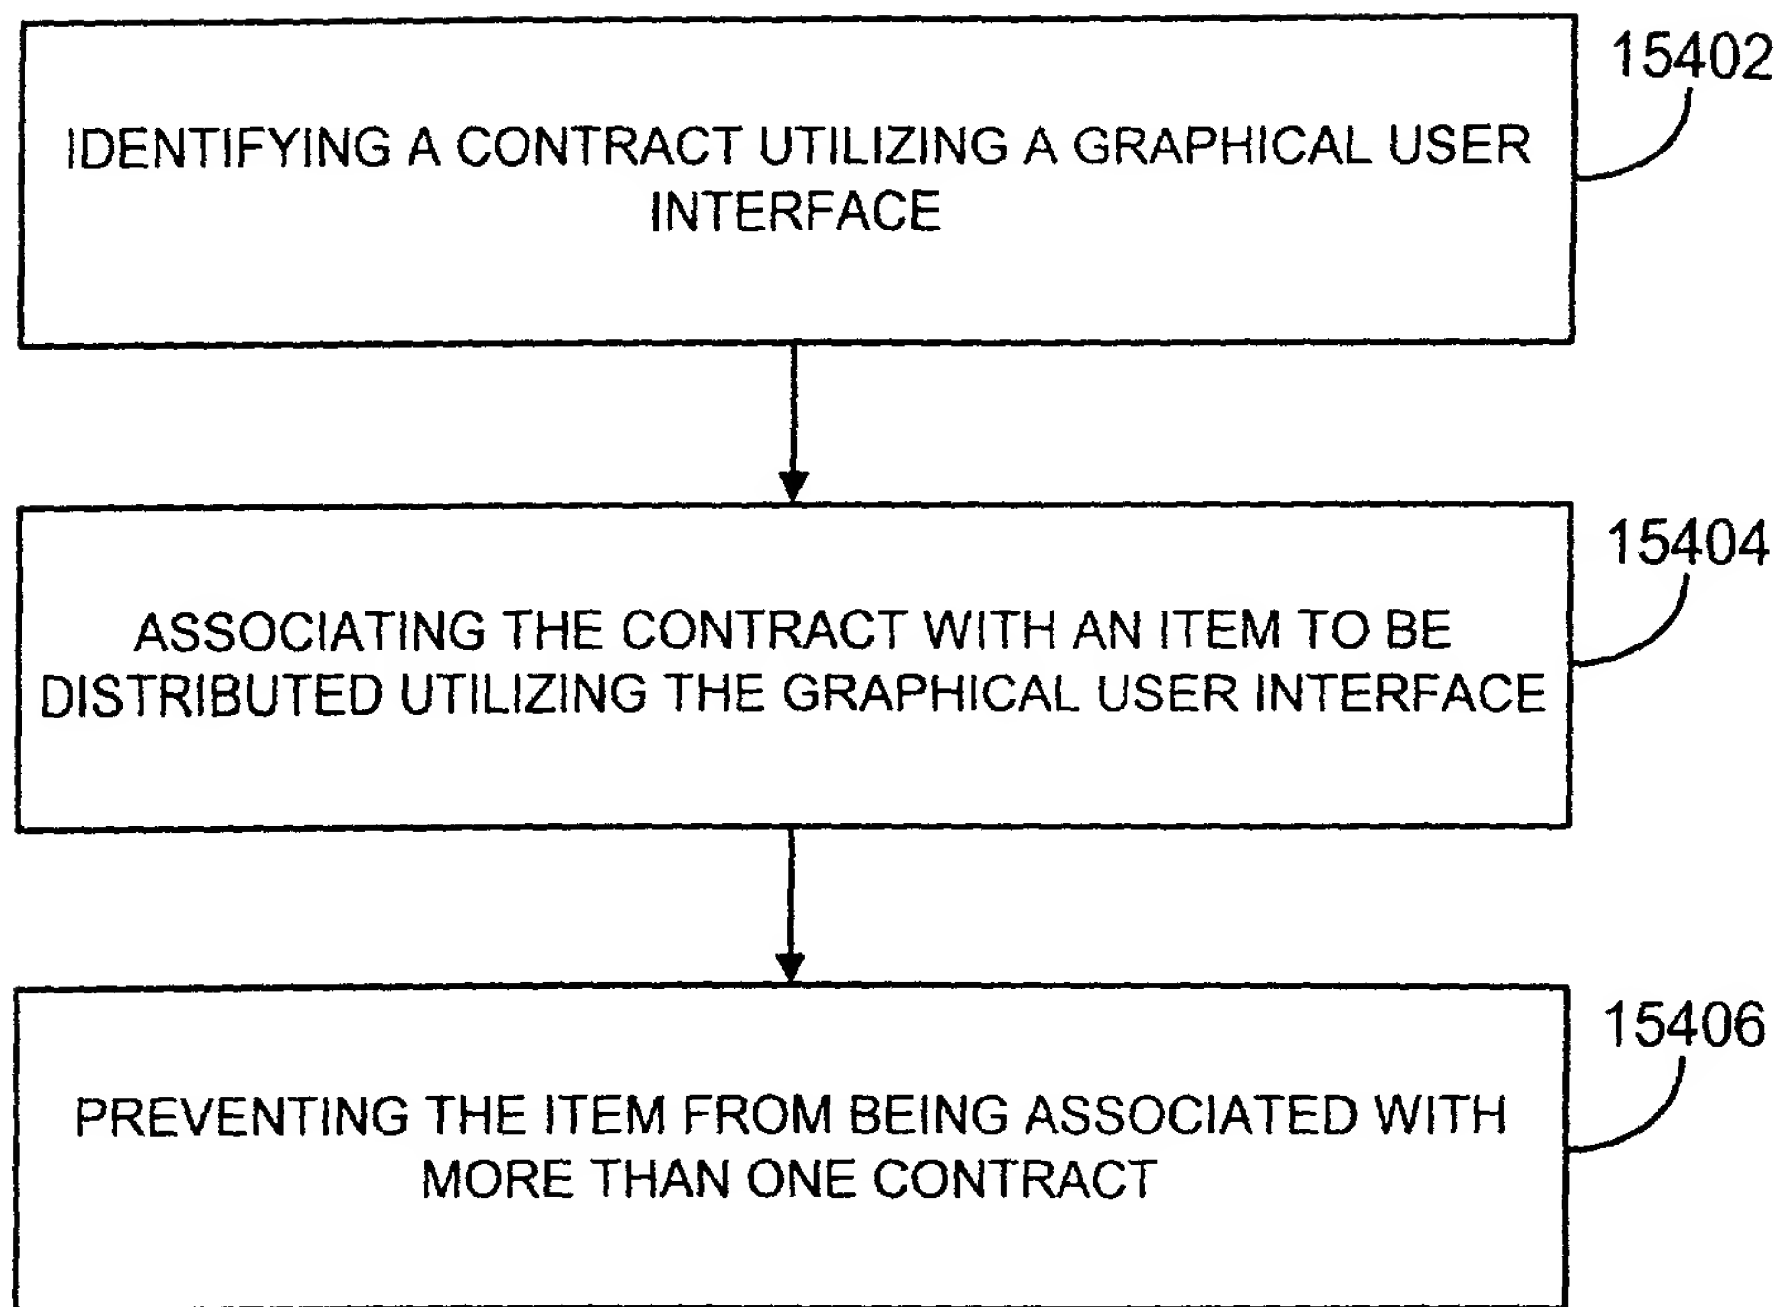 15402
IDENTIFYING A CONTRACT UTILIZING A GRAPHICAL USER
INTERFACE
15404
ASSOCIATING THE CONTRACT WITH AN ITEM TO BE
DISTRIBUTED UTILIZING THE GRAPHICAL USER INTERFACE
15406
PREVENTING THE ITEM FROM BEING ASSOCIATED WITH
MORE THAN ONE CONTRACT